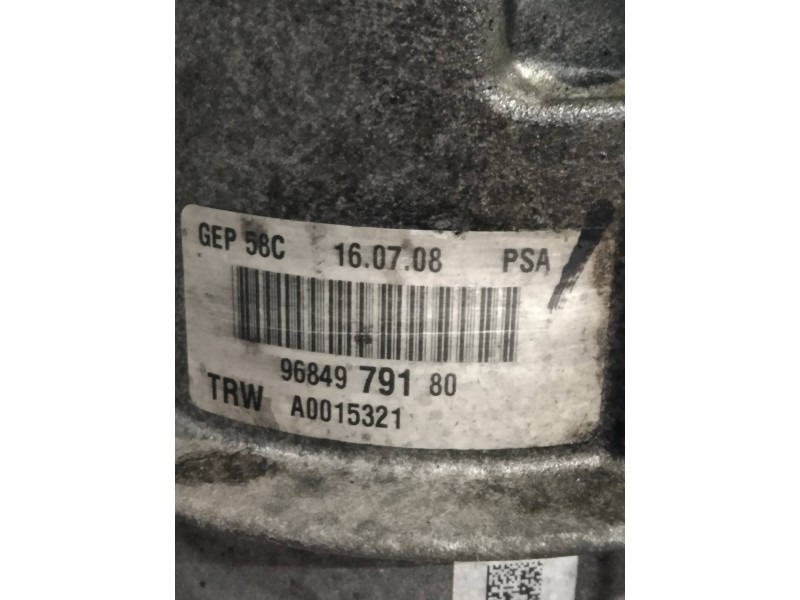 GEP 58C 16.07.08 PSA
96849 791 80
TRW A0015321